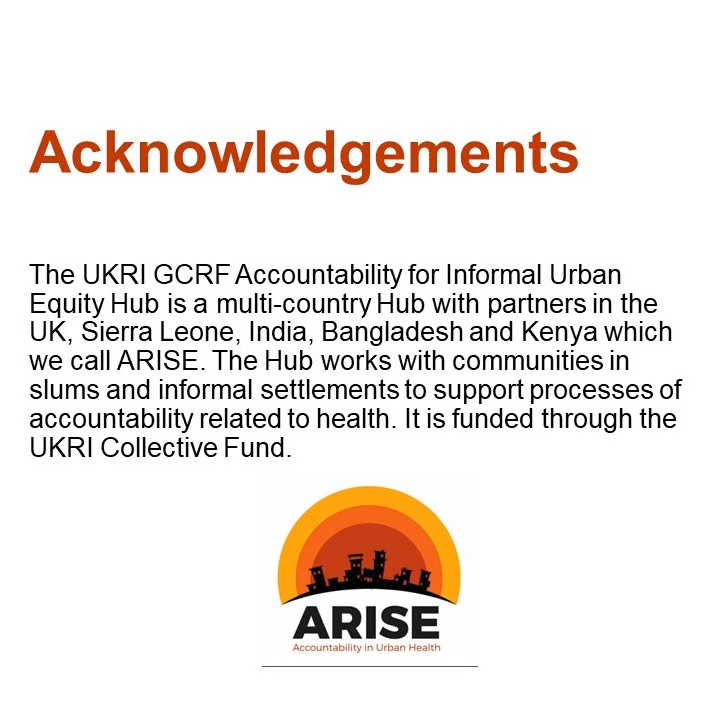 Acknowledgements
The UKRI GCRF Accountability for Informal Urban
Equity Hub is a multi-country Hub with partners in the
UK, Sierra Leone, India, Bangladesh and Kenya which
we call ARISE. The Hub works with communities in
slums and informal settlements to support processes of
accountability related to health. It is funded through the
UKRI Collective Fund.
ARISE
Accountability in Urban Health